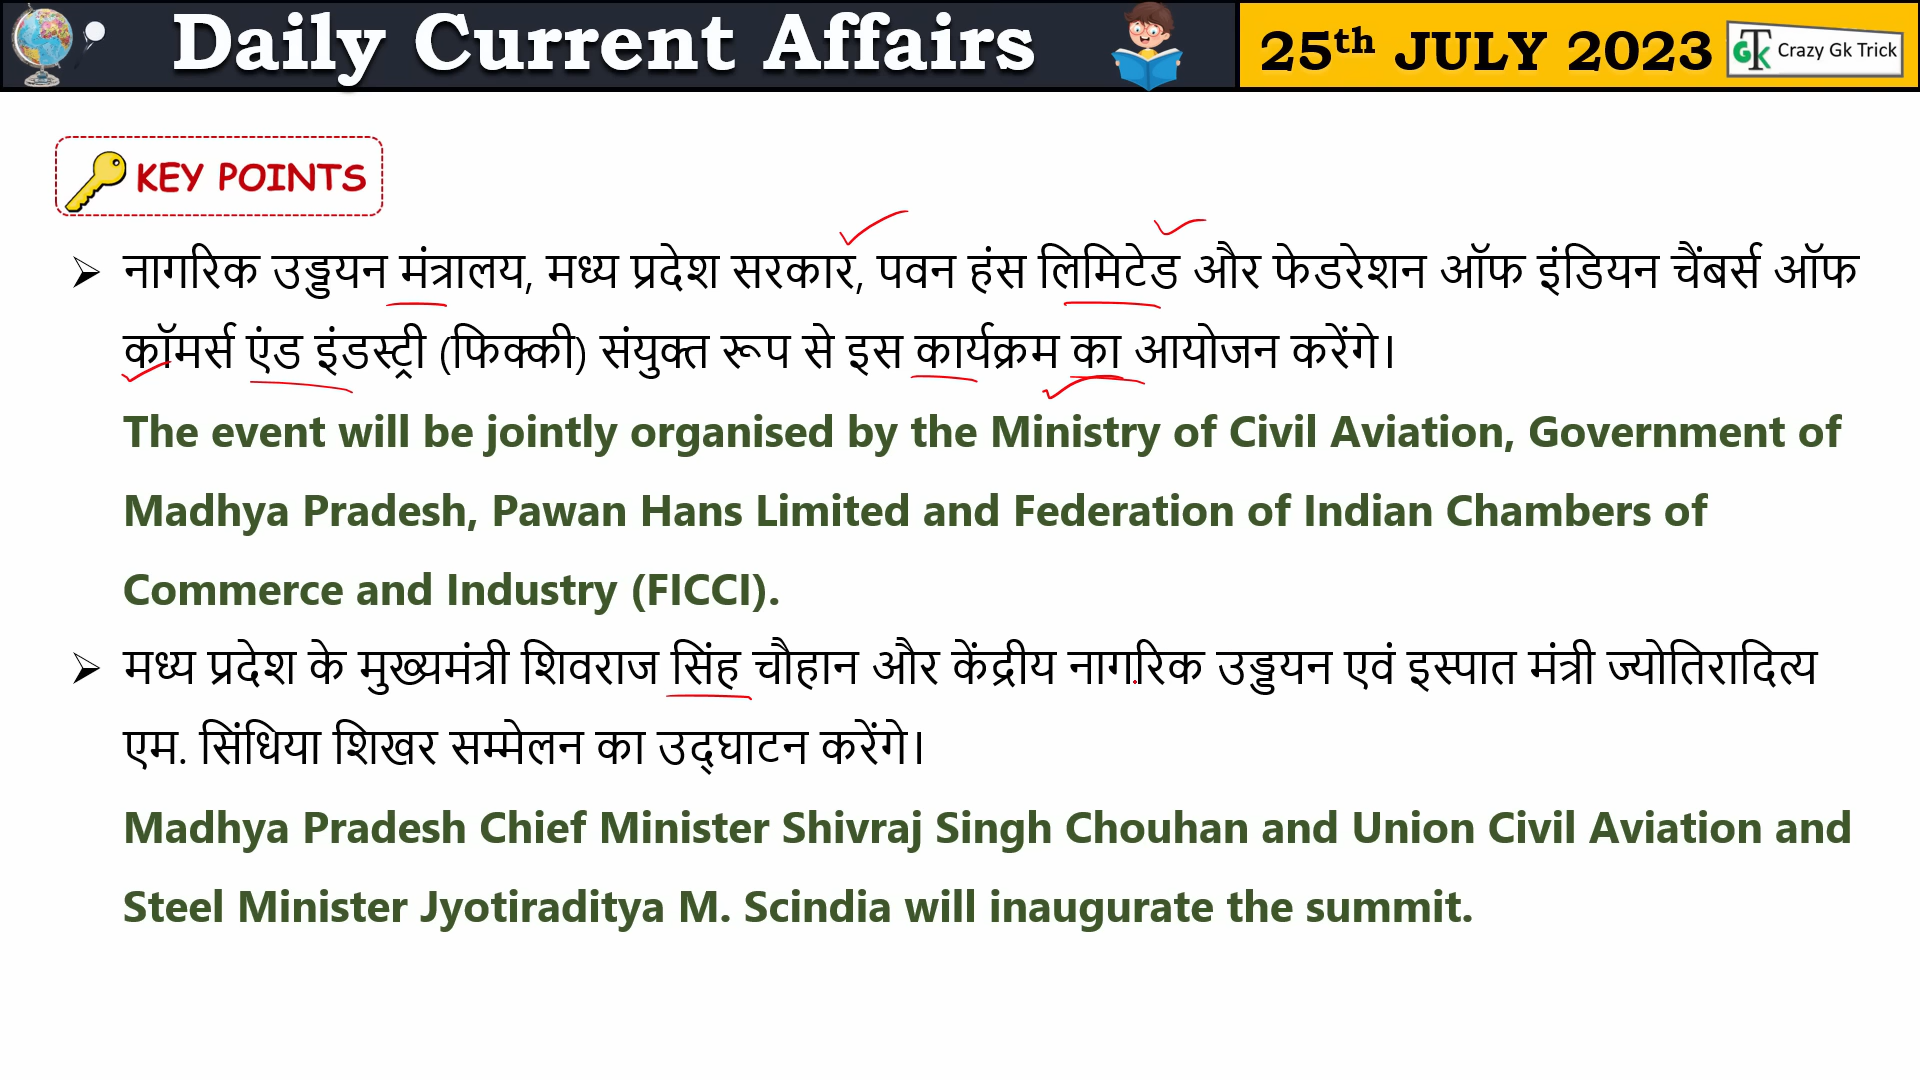 Daily Current Affairs
25th JULY 2023
Crazy Gk Trick
KEY POINTS
नागरिक उड्डयन मंत्रालय, मध्य प्रदेश सरकार, पवन हंस लिमिटेड और फेडरेशन ऑफ इंडियन चैंबर्स ऑफ
कॉमर्स एंड इंडस्ट्री (फिक्की) संयुक्त रूप से इस कार्यक्रम का आयोजन करेंगे।
The event will be jointly organised by the Ministry of Civil Aviation, Government of
Madhya Pradesh, Pawan Hans Limited and Federation of Indian Chambers of
Commerce and Industry (FICCI).
मध्य प्रदेश के मुख्यमंत्री शिवराज सिंह चौहान और केंद्रीय नागरिक उड्डयन एवं इस्पात मंत्री ज्योतिरादित्य
एम. सिंधिया शिखर सम्मेलन का उद्घाटन करेंगे।
Madhya Pradesh Chief Minister Shivraj Singh Chouhan and Union Civil Aviation and
Steel Minister Jyotiraditya M. Scindia will inaugurate the summit.